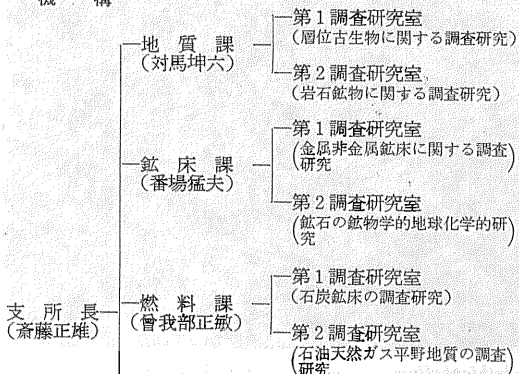 機構
地質課
(対馬坤六)
第1調査研究室
(層位古生物に関する調査研究)
第2調査研究室
(岩石鉱物に関する調査研究)
鉱床課
(番場猛夫)
第1調査研究室
(金属非金属鉱床に関する調査
研究)
第2調査研究室
(鉱石の鉱物学的地球化学的研
究)
支所長
(斎藤正雄)
燃料課
(曾我部正敏)
第1調査研究室
(石炭鉱床の調査研究)
第2調査研究室
(石油天然ガス平野地質の調査
研究)